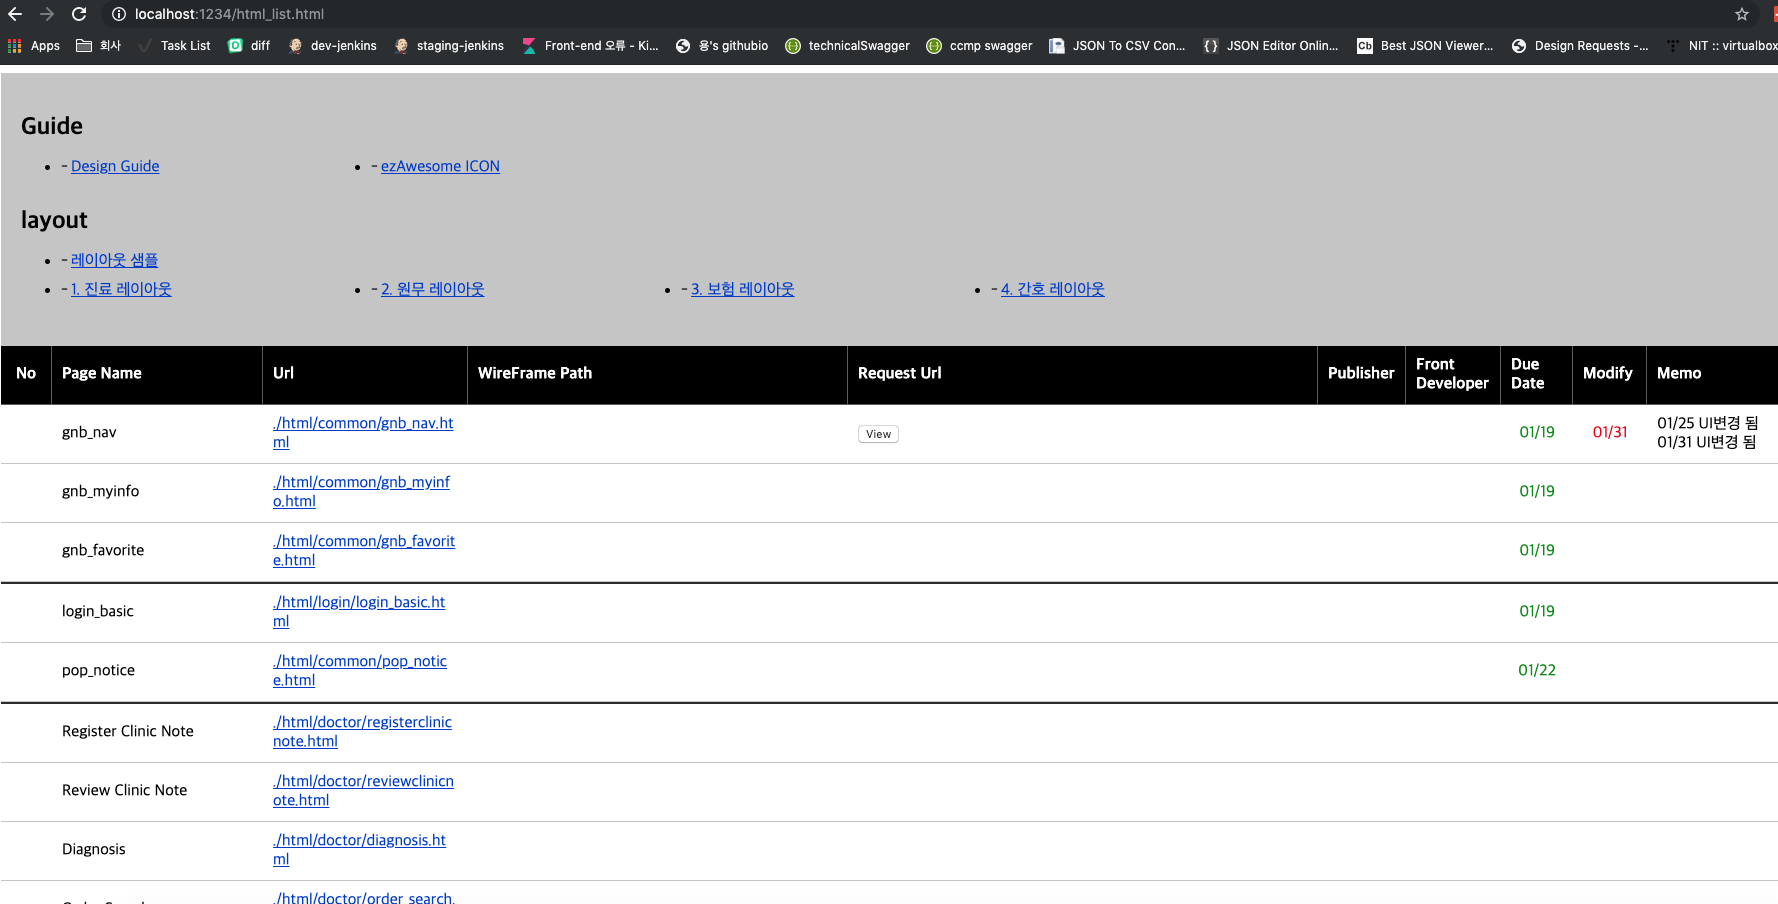 localhost:1234/html_list.html
Apps 회사 Task List diff dev-jenkins staging-jenkins Front-end 오류 - Ki... 용's githubio technicalSwagger ccmp swagger JSON To CSV Con... JSON Editor Onlin... Cb Best JSON Viewer... Design Requests -... NIT :: virtualbox
Guide
- Design Guide - ezAwesome ICON
layout
- 레이아웃 샘플
- 1. 진료 레이아웃 - 2. 원무 레이아웃 - 3. 보험 레이아웃 - 4. 간호 레이아웃
No Page Name Url WireFrame Path Request Url Publisher Front Developer Due Date Modify Memo
gnb_nav ./html/common/gnb_nav.html View 01/19 01/31 01/25 UI변경 됨
01/31 UI변경 됨
gnb_myinfo ./html/common/gnb_myinfo.html 01/19
gnb_favorite ./html/common/gnb_favorite.html 01/19
login_basic ./html/login/login_basic.html 01/19
pop_notice ./html/common/pop_notice.html 01/22
Register Clinic Note ./html/doctor/registerclinicnote.html
Review Clinic Note ./html/doctor/reviewclinicnote.html
Diagnosis ./html/doctor/diagnosis.html
./html/doctor/order_search.